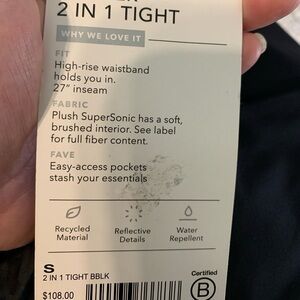 2 IN 1 TIGHT
WHY WE LOVE IT
FIT
High-rise waistband
holds you in.
27” inseam
FABRIC
Plush SuperSonic has a soft,
brushed interior. See label
for full fiber content.
FAVE
Easy-access pockets
stash your essentials
Recycled
Material
Reflective
Details
Water
Repellent
S
2 IN 1 TIGHT BBLK
$108.00
Certified
B